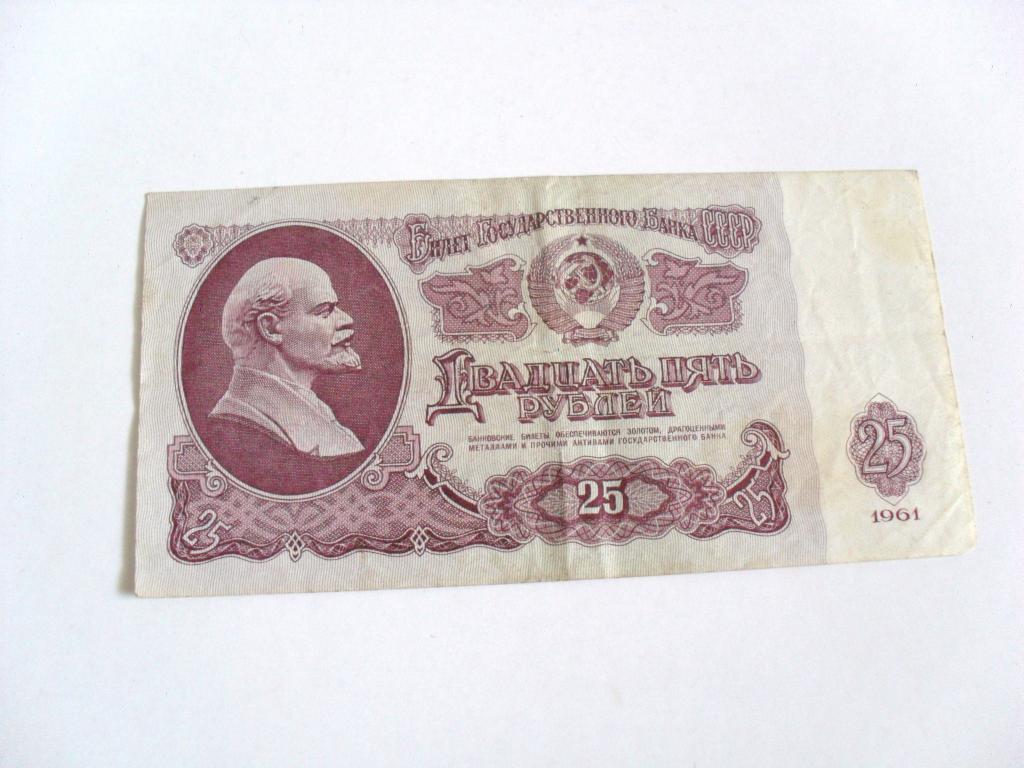 Билет Государственного Банка СССР
Двадцать пять
рублей
БАНКОВСКИЕ БИЛЕТЫ ОБЕСПЕЧИВАЮТСЯ ЗОЛОТОМ, ДРАГОЦЕННЫМИ
МЕТАЛЛАМИ И ПРОЧИМИ АКТИВАМИ ГОСУДАРСТВЕННОГО БАНКА
25
25
25
25
1961